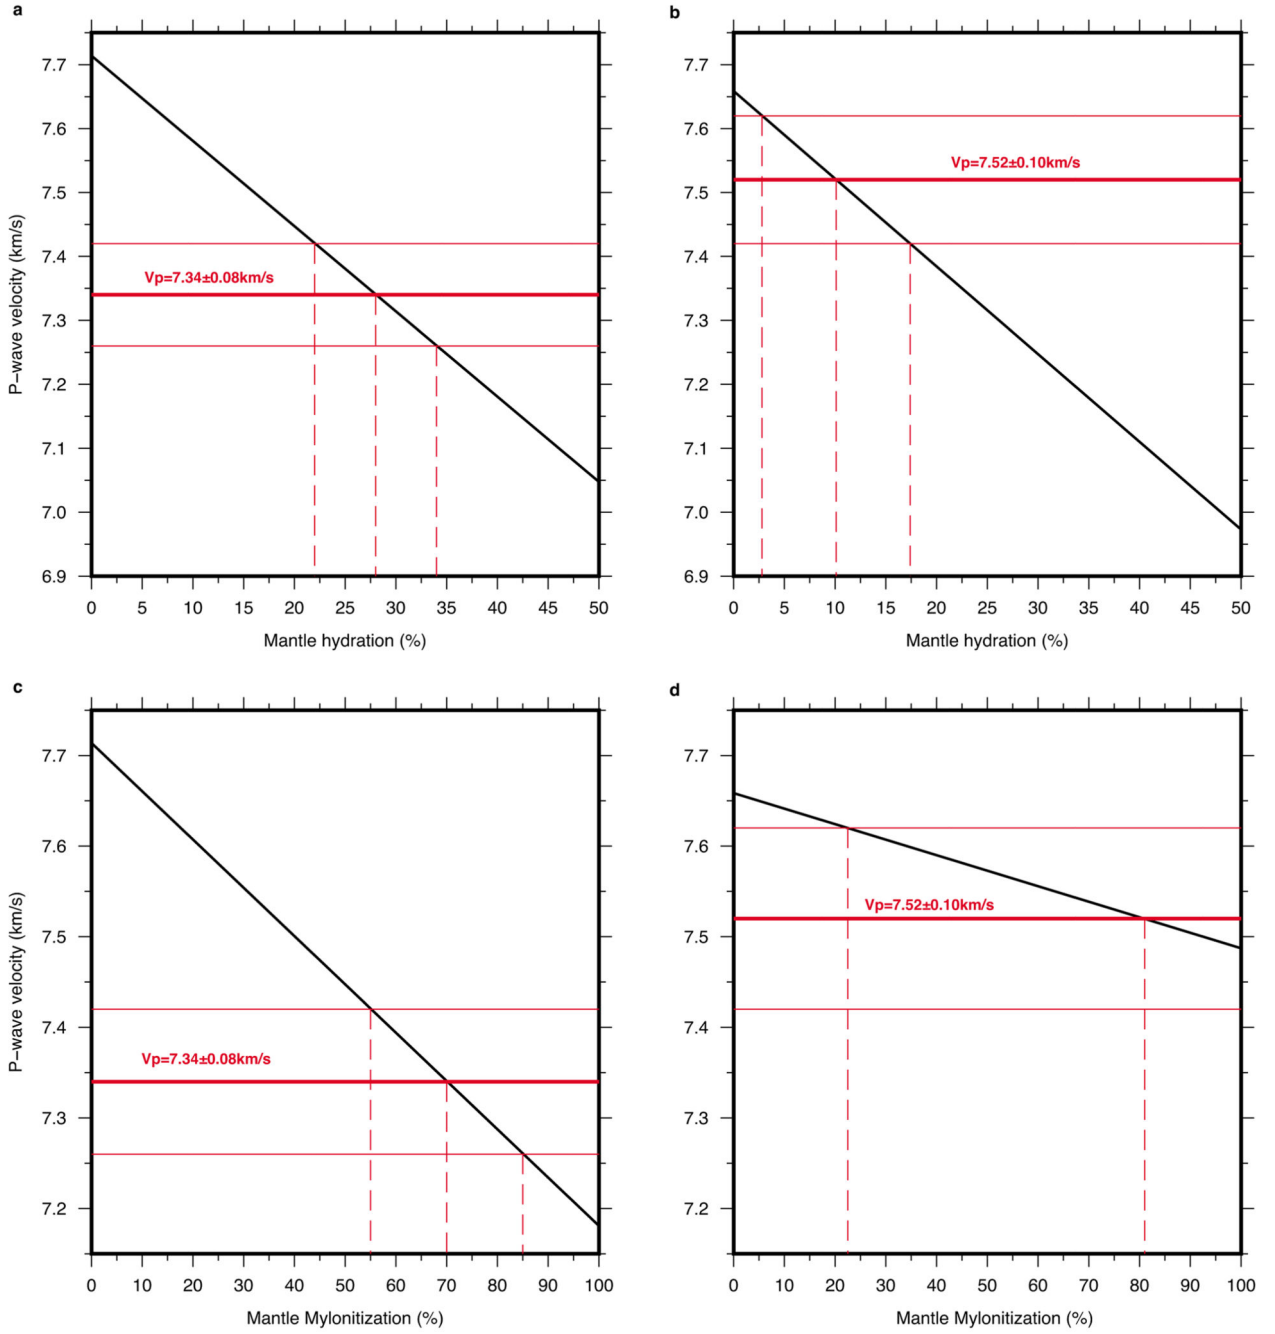 a
7.7
7.6
7.5
7.4
7.3
7.2
7.1
7.0
6.9
P-wave velocity (km/s)
Vp=7.34±0.08km/s
0 5 10 15 20 25 30 35 40 45 50
Mantle hydration (%)
b
7.7
7.6
7.5
7.4
7.3
7.2
7.1
7.0
6.9
Vp=7.52±0.10km/s
0 5 10 15 20 25 30 35 40 45 50
Mantle hydration (%)
c
7.7
7.6
7.5
7.4
7.3
7.2
P-wave velocity (km/s)
Vp=7.34±0.08km/s
0 10 20 30 40 50 60 70 80 90 100
Mantle Mylonitization (%)
d
7.7
7.6
7.5
7.4
7.3
7.2
Vp=7.52±0.10km/s
0 10 20 30 40 50 60 70 80 90 100
Mantle Mylonitization (%)